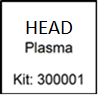 HEAD
Plasma
Kit: 300001